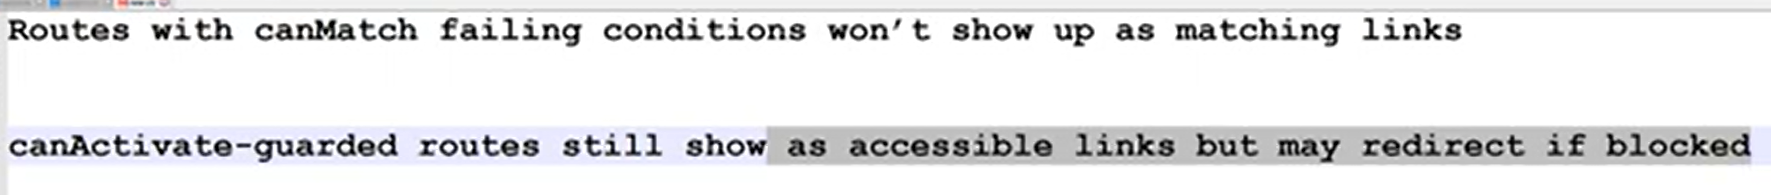 Routes with canMatch failing conditions won't show up as matching links
canActivate-guarded routes still show as accessible links but may redirect if blocked